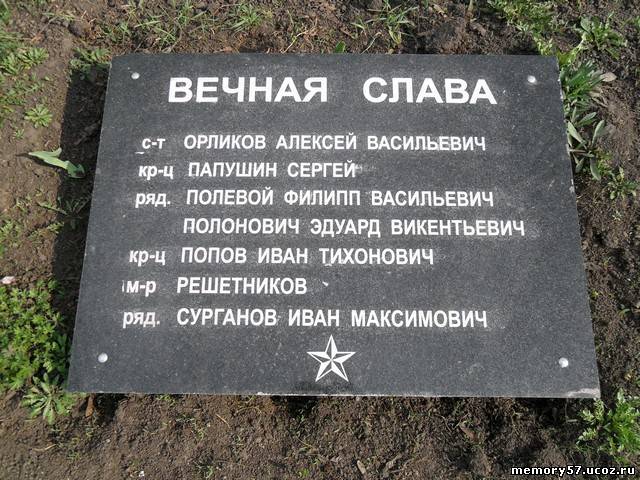 ВЕЧНАЯ СЛАВА
с-т ОРЛИКОВ АЛЕКСЕЙ ВАСИЛЬЕВИЧ
кр-ц ПАПУШИН СЕРГЕЙ
ряд. ПОЛЕВОЙ ФИЛИПП ВАСИЛЬЕВИЧ
ПОЛОНОВИЧ ЭДУАРД ВИКЕНТЬЕВИЧ
кр-ц ПОПОВ ИВАН ТИХОНОВИЧ
м-р РЕШЕТНИКОВ
ряд. СУРГАНОВ ИВАН МАКСИМОВИЧ
memory57.ucoz.ru